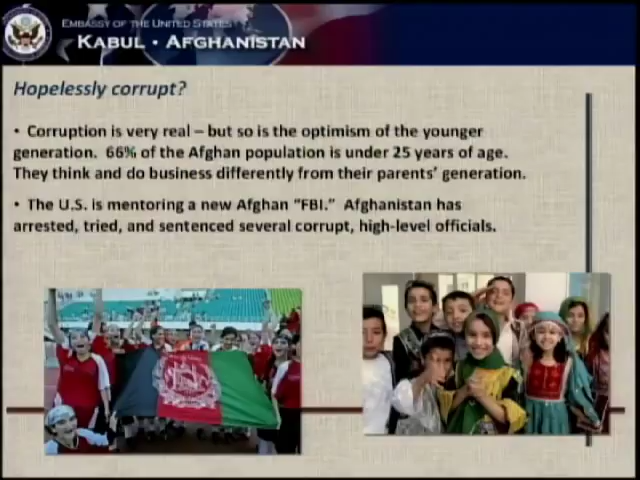 EMBASSY OF THE UNITED STATES
KABUL • AFGHANISTAN
Hopelessly corrupt?
• Corruption is very real – but so is the optimism of the younger
generation. 66% of the Afghan population is under 25 years of age.
They think and do business differently from their parents' generation.
• The U.S. is mentoring a new Afghan "FBI." Afghanistan has
arrested, tried, and sentenced several corrupt, high-level officials.